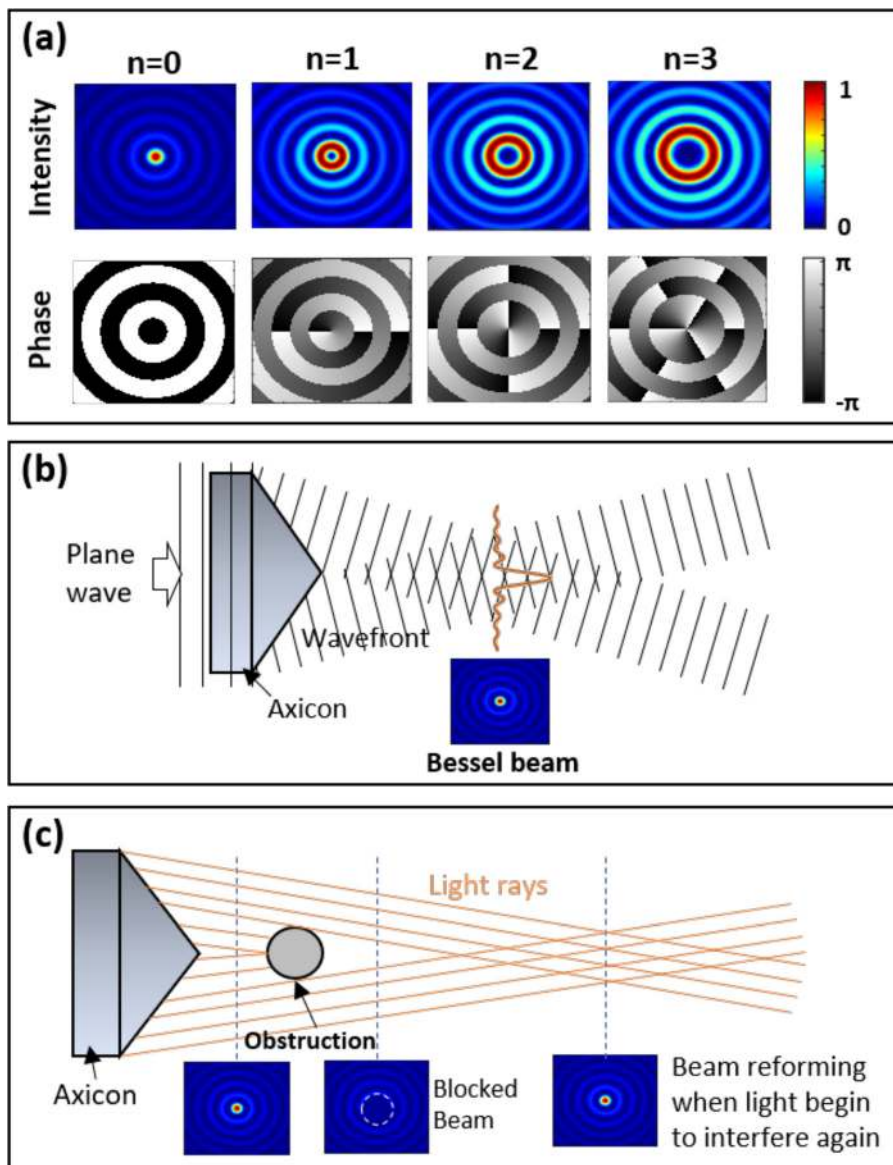 (a)
n=0 n=1 n=2 n=3
Intensity
1
0
Phase
π
-π
(b)
Plane
wave
Wavefront
Axicon
Bessel beam
(c)
Light rays
Obstruction
Axicon
Blocked
Beam
Beam reforming
when light begin
to interfere again